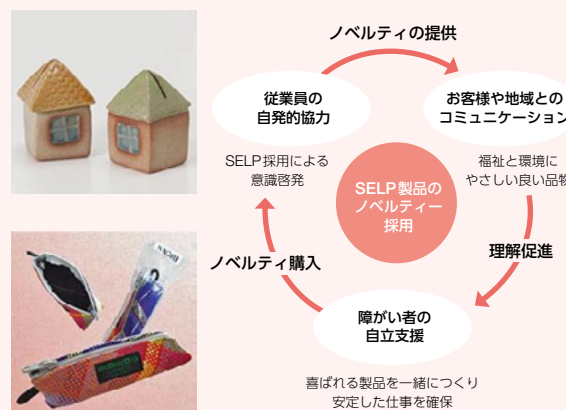 ノベルティの提供
従業員の
自発的協力
お客様や地域との
コミュニケーション
SELP採用による
意識啓発
福祉と環境に
やさしい良い品物
SELP製品の
ノベルティー
採用
ノベルティ購入
理解促進
障がい者の
自立支援
喜ばれる製品を一緒につくり
安定した仕事を確保